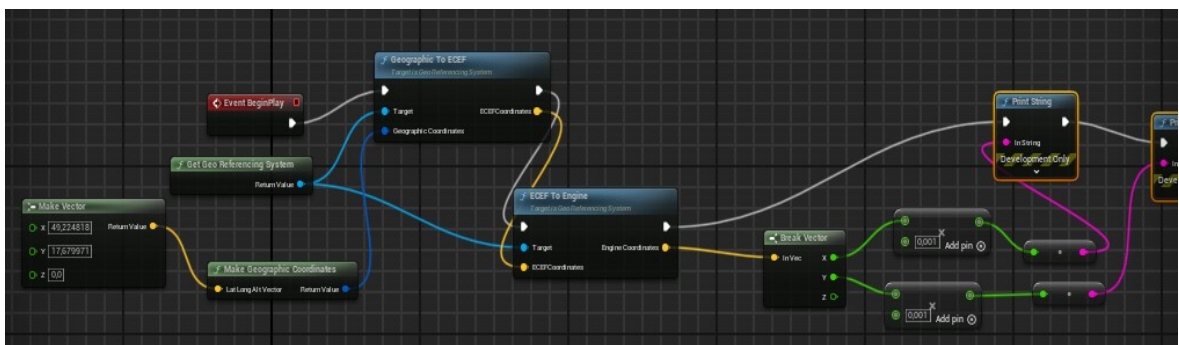 Geographic To ECEF
Target is Geo Referencing System
Target
ECEFCoordinates
Geographic Coordinates
Event BeginPlay
Get Geo Referencing System
Return Value
Make Vector
X 49,224818
Return Value
Y 17,679971
Z 0,0
Make Geographic Coordinates
Lat Long Alt Vector
Return Value
ECEF To Engine
Target is Geo Referencing System
Target
Engine Coordinates
ECEFCoordinates
Break Vector
In Vec
X
Y
Z
0,001
Add pin
0,001
Add pin
Print String
In String
Development Only
Pri
In
Deve